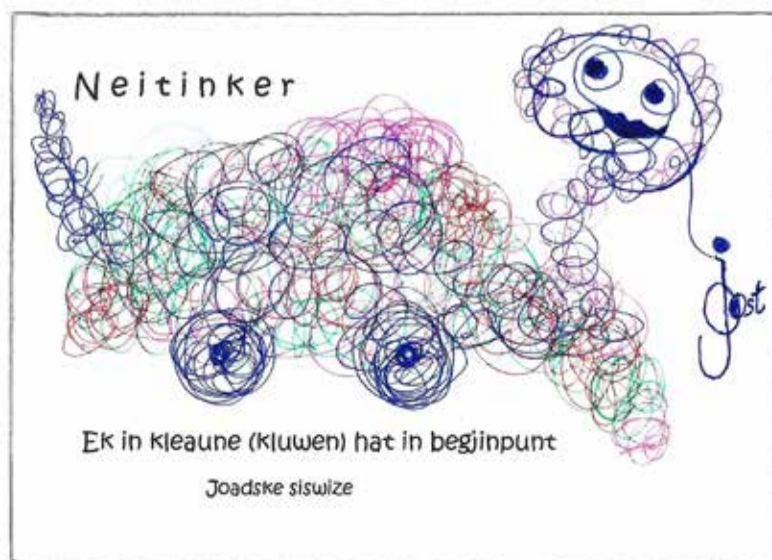 Neitinker
jost
Ek in kleaune (kluwen) hat in begjinpunt
Joadske siswize